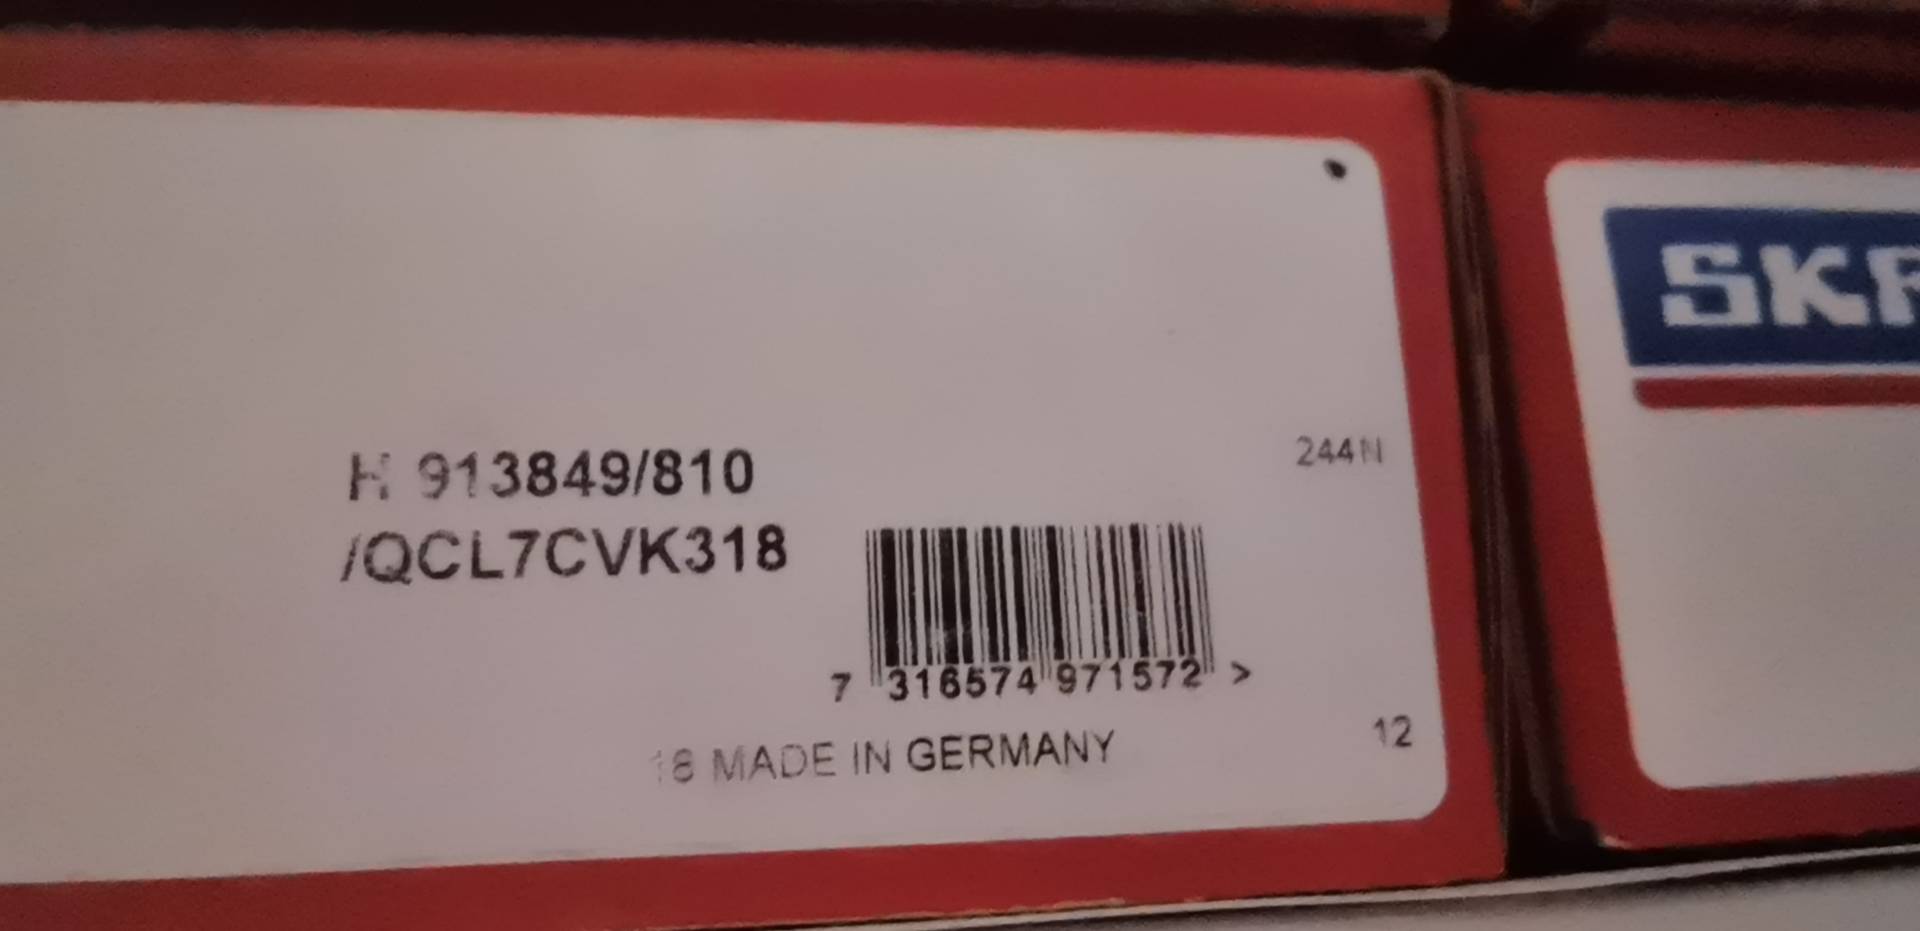 H 913849/810
/QCL7CVK318
244N
7 316574 971572 >
18 MADE IN GERMANY
12
SKF